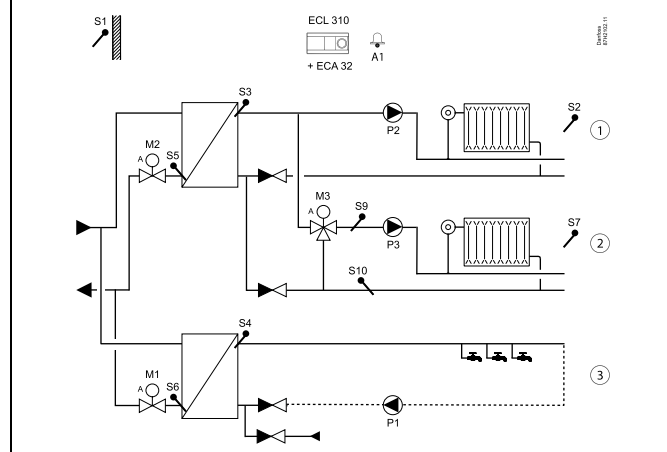 S1
ECL 310
A1
+ ECA 32
Danfoss
87H2102.11
S3
P2
S2
1
M2
A
S5
M3
A
S9
P3
S7
2
S10
S4
M1
A
S6
P1
3